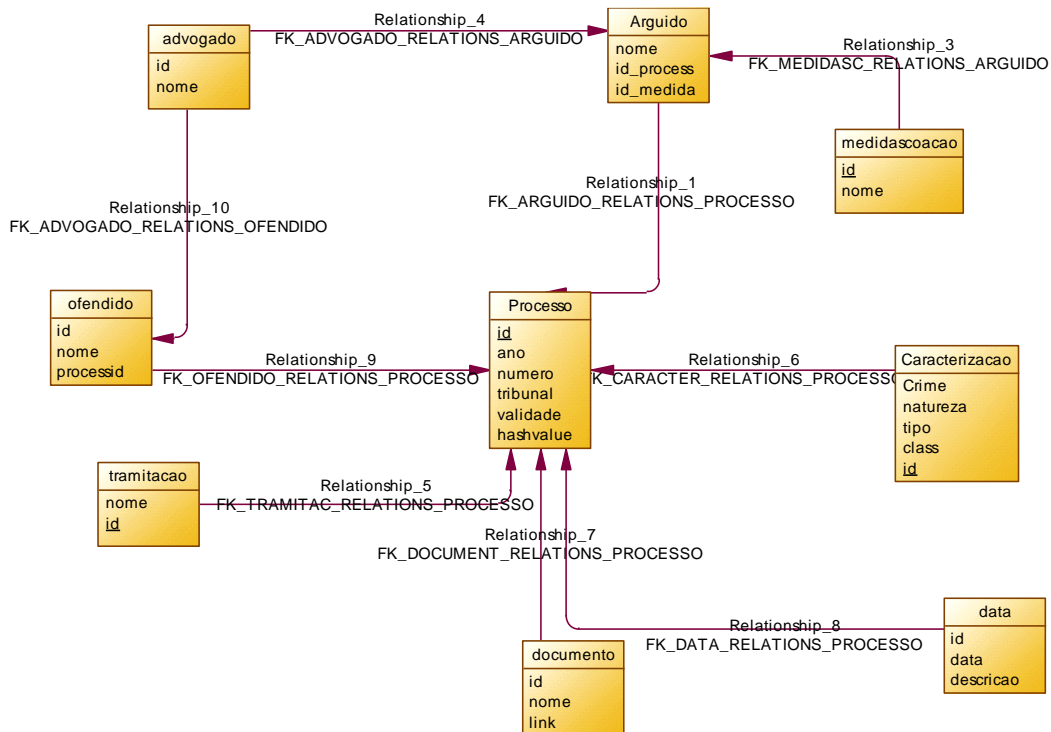 Relationship_4
FK_ADVOGADO_RELATIONS_ARGUIDO
advogado
id
nome
Arguido
nome
id_process
id_medida
Relationship_3
FK_MEDIDASC_RELATIONS_ARGUIDO
medidascoacao
id
nome
Relationship_1
FK_ARGUIDO_RELATIONS_PROCESSO
Relationship_10
FK_ADVOGADO_RELATIONS_OFENDIDO
ofendido
id
nome
processid
Relationship_9
FK_OFENDIDO_RELATIONS_PROCESSO
Processo
id
ano
numero
tribunal
validade
hashvalue
Relationship_6
FK_CARACTER_RELATIONS_PROCESSO
Caracterizacao
Crime
natureza
tipo
class
id
tramitacao
nome
id
Relationship_5
FK_TRAMITAC_RELATIONS_PROCESSO
Relationship_7
FK_DOCUMENT_RELATIONS_PROCESSO
documento
id
nome
link
Relationship_8
FK_DATA_RELATIONS_PROCESSO
data
id
data
descricao